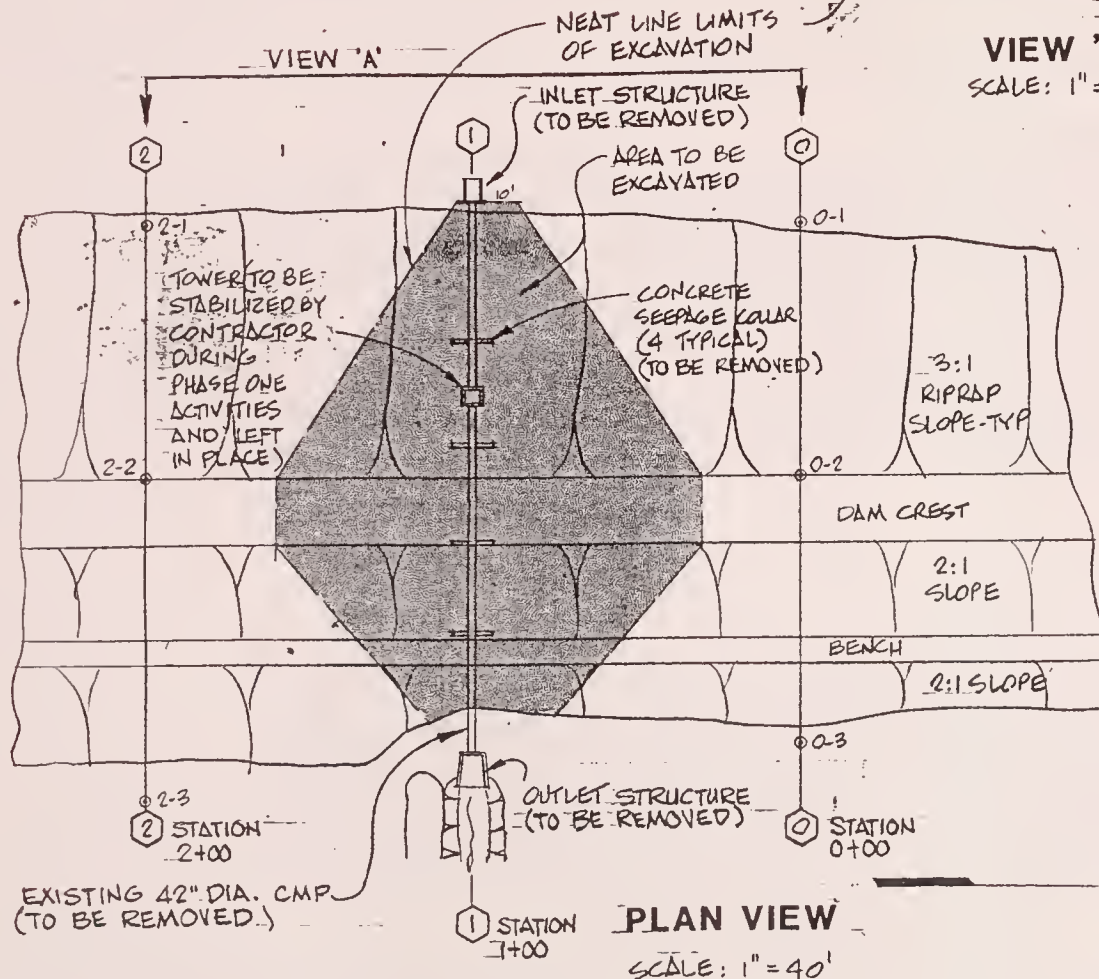 NEAT LINE LIMITS
OF EXCAVATION
VIEW 'A'
VIEW '
SCALE: 1"=
INLET STRUCTURE
(TO BE REMOVED)
2
1
0
AREA TO BE
EXCAVATED
10'
2-1
0-1
(TOWER TO BE
STABILIZED BY
CONTRACTOR
DURING
PHASE ONE
ACTIVITIES
AND LEFT
IN PLACE)
CONCRETE
SEEPAGE COLLAR
(4 TYPICAL)
(TO BE REMOVED)
3:1
RIPRAP
SLOPE-TYP
2-2
0-2
DAM CREST
2:1
SLOPE
BENCH
2:1 SLOPE
0-3
2-3
OUTLET STRUCTURE
(TO BE REMOVED)
2 STATION
2+00
0 STATION
0+00
EXISTING 42" DIA. CMP
(TO BE REMOVED.)
1 STATION
1+00
PLAN VIEW
SCALE: 1" = 40'